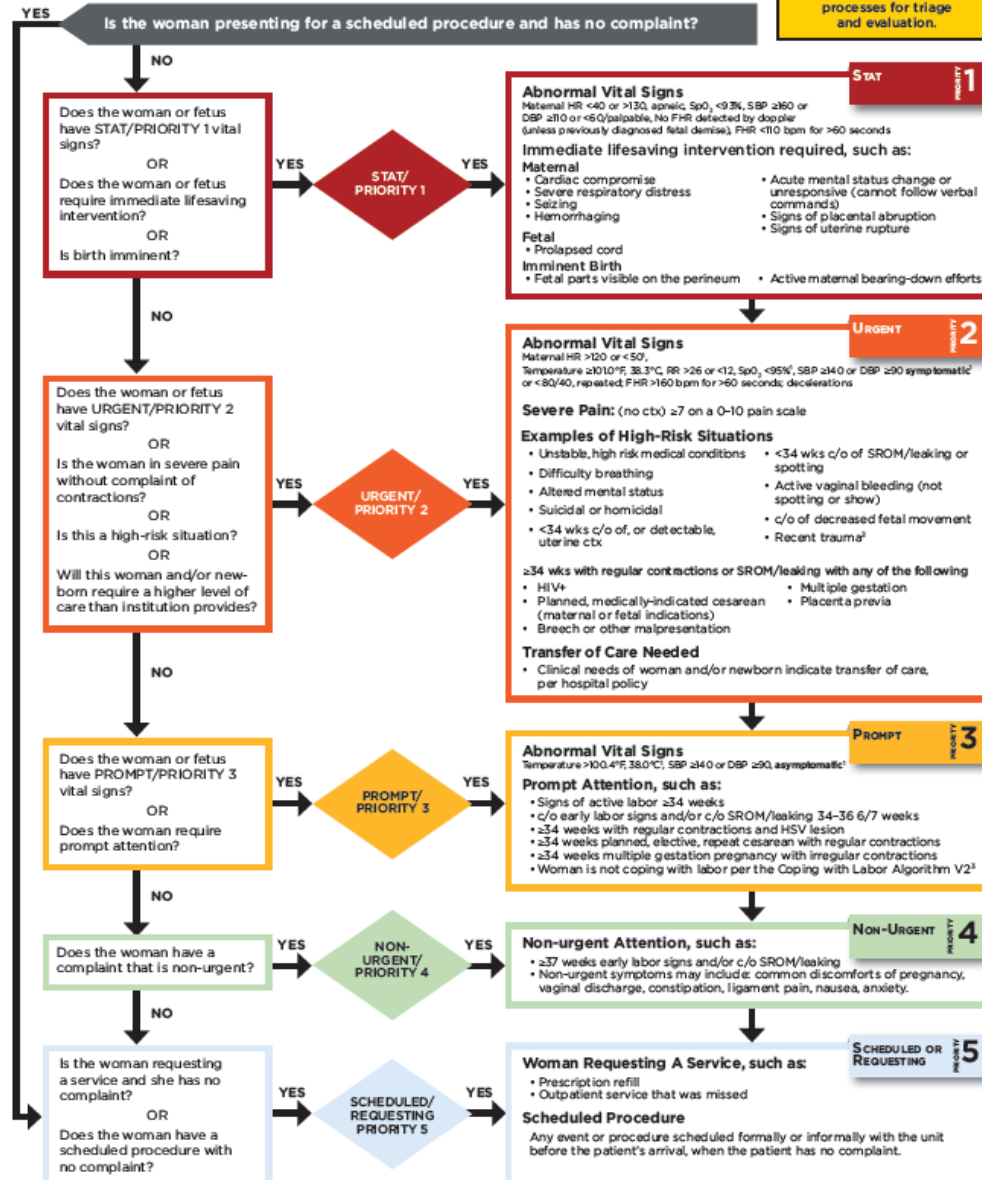 YES
Is the woman presenting for a scheduled procedure and has no complaint?
processes for triage
and evaluation.
NO
Does the woman or fetus
have STAT/PRIORITY 1 vital
signs?
OR
Does the woman or fetus
require immediate lifesaving
intervention?
OR
Is birth imminent?
YES
STAT/
PRIORITY 1
YES
STAT
PRIORITY 1
Abnormal Vital Signs
Maternal HR <40 or >130, apneic, SpO₂ <93%, SBP ≥160 or
DBP ≥110 or <60/palpable, No FHR detected by doppler
(unless previously diagnosed fetal demise), FHR <110 bpm for >60 seconds
Immediate lifesaving intervention required, such as:
Maternal
• Cardiac compromise
• Severe respiratory distress
• Seizing
• Hemorrhaging
• Acute mental status change or
unresponsive (cannot follow verbal
commands)
• Signs of placental abruption
• Signs of uterine rupture
Fetal
• Prolapsed cord
Imminent Birth
• Fetal parts visible on the perineum • Active maternal bearing-down efforts
NO
Does the woman or fetus
have URGENT/PRIORITY 2
vital signs?
OR
Is the woman in severe pain
without complaint of
contractions?
OR
Is this a high-risk situation?
OR
Will this woman and/or new-
born require a higher level of
care than institution provides?
YES
URGENT/
PRIORITY 2
YES
URGENT
PRIORITY 2
Abnormal Vital Signs
Maternal HR >120 or <50¹,
Temperature ≥101.0°F, 38.3°C, RR >26 or <12, SpO₂ <95%¹, SBP ≥140 or DBP ≥90 symptomatic¹
or <80/40, repeated; FHR >160 bpm for >60 seconds; decelerations
Severe Pain: (no ctx) ≥7 on a 0-10 pain scale
Examples of High-Risk Situations
• Unstable, high risk medical conditions
• Difficulty breathing
• Altered mental status
• Suicidal or homicidal
• <34 wks c/o of, or detectable,
uterine ctx
• <34 wks c/o of SROM/leaking or
spotting
• Active vaginal bleeding (not
spotting or show)
• c/o of decreased fetal movement
• Recent trauma²
≥34 wks with regular contractions or SROM/leaking with any of the following
• HIV+
• Planned, medically-indicated cesarean
(maternal or fetal indications)
• Breech or other malpresentation
• Multiple gestation
• Placenta previa
Transfer of Care Needed
• Clinical needs of woman and/or newborn indicate transfer of care,
per hospital policy
NO
Does the woman or fetus
have PROMPT/PRIORITY 3
vital signs?
OR
Does the woman require
prompt attention?
YES
PROMPT/
PRIORITY 3
YES
PROMPT
PRIORITY 3
Abnormal Vital Signs
Temperature >100.4°F, 38.0°C¹, SBP ≥140 or DBP ≥90, asymptomatic¹
Prompt Attention, such as:
• Signs of active labor ≥34 weeks
• c/o early labor signs and/or c/o SROM/leaking 34–36 6/7 weeks
• ≥34 weeks with regular contractions and HSV lesion
• ≥34 weeks planned, elective, repeat cesarean with regular contractions
• ≥34 weeks multiple gestation pregnancy with irregular contractions
• Woman is not coping with labor per the Coping with Labor Algorithm V2³
NO
Does the woman have a
complaint that is non-urgent?
YES
NON-
URGENT/
PRIORITY 4
YES
NON-URGENT
PRIORITY 4
Non-urgent Attention, such as:
• ≥37 weeks early labor signs and/or c/o SROM/leaking
• Non-urgent symptoms may include: common discomforts of pregnancy,
vaginal discharge, constipation, ligament pain, nausea, anxiety.
NO
Is the woman requesting
a service and she has no
complaint?
OR
Does the woman have a
scheduled procedure with
no complaint?
YES
SCHEDULED/
REQUESTING
PRIORITY 5
YES
SCHEDULED OR
REQUESTING
PRIORITY 5
Woman Requesting A Service, such as:
• Prescription refill
• Outpatient service that was missed
Scheduled Procedure
Any event or procedure scheduled formally or informally with the unit
before the patient's arrival, when the patient has no complaint.